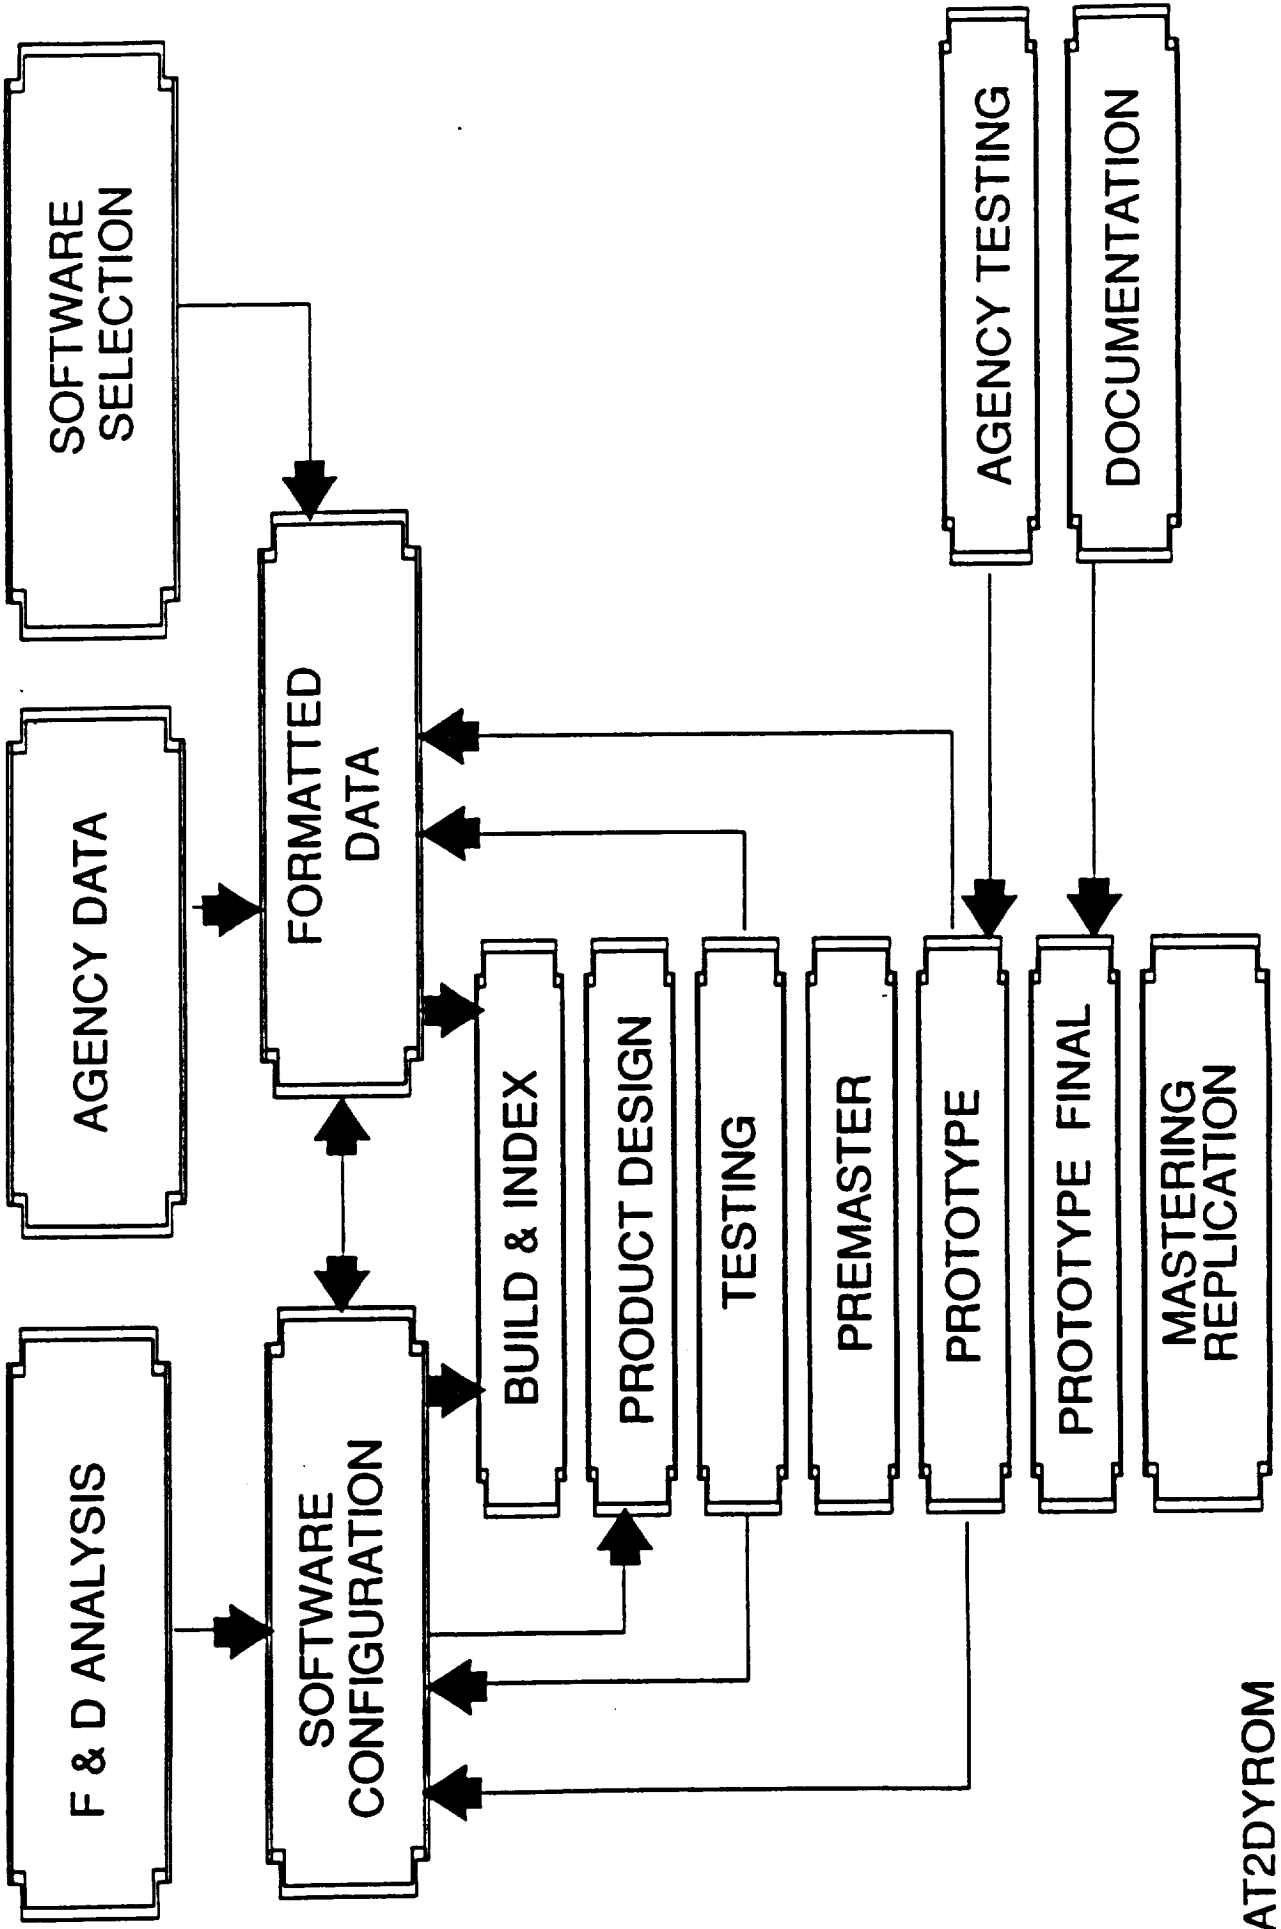 F & D ANALYSIS
AGENCY DATA
SOFTWARE
SELECTION
SOFTWARE
CONFIGURATION
FORMATTED
DATA
BUILD & INDEX
PRODUCT DESIGN
TESTING
PREMASTER
PROTOTYPE
AGENCY TESTING
PROTOTYPE FINAL
DOCUMENTATION
MASTERING
REPLICATION
AT2DYROM